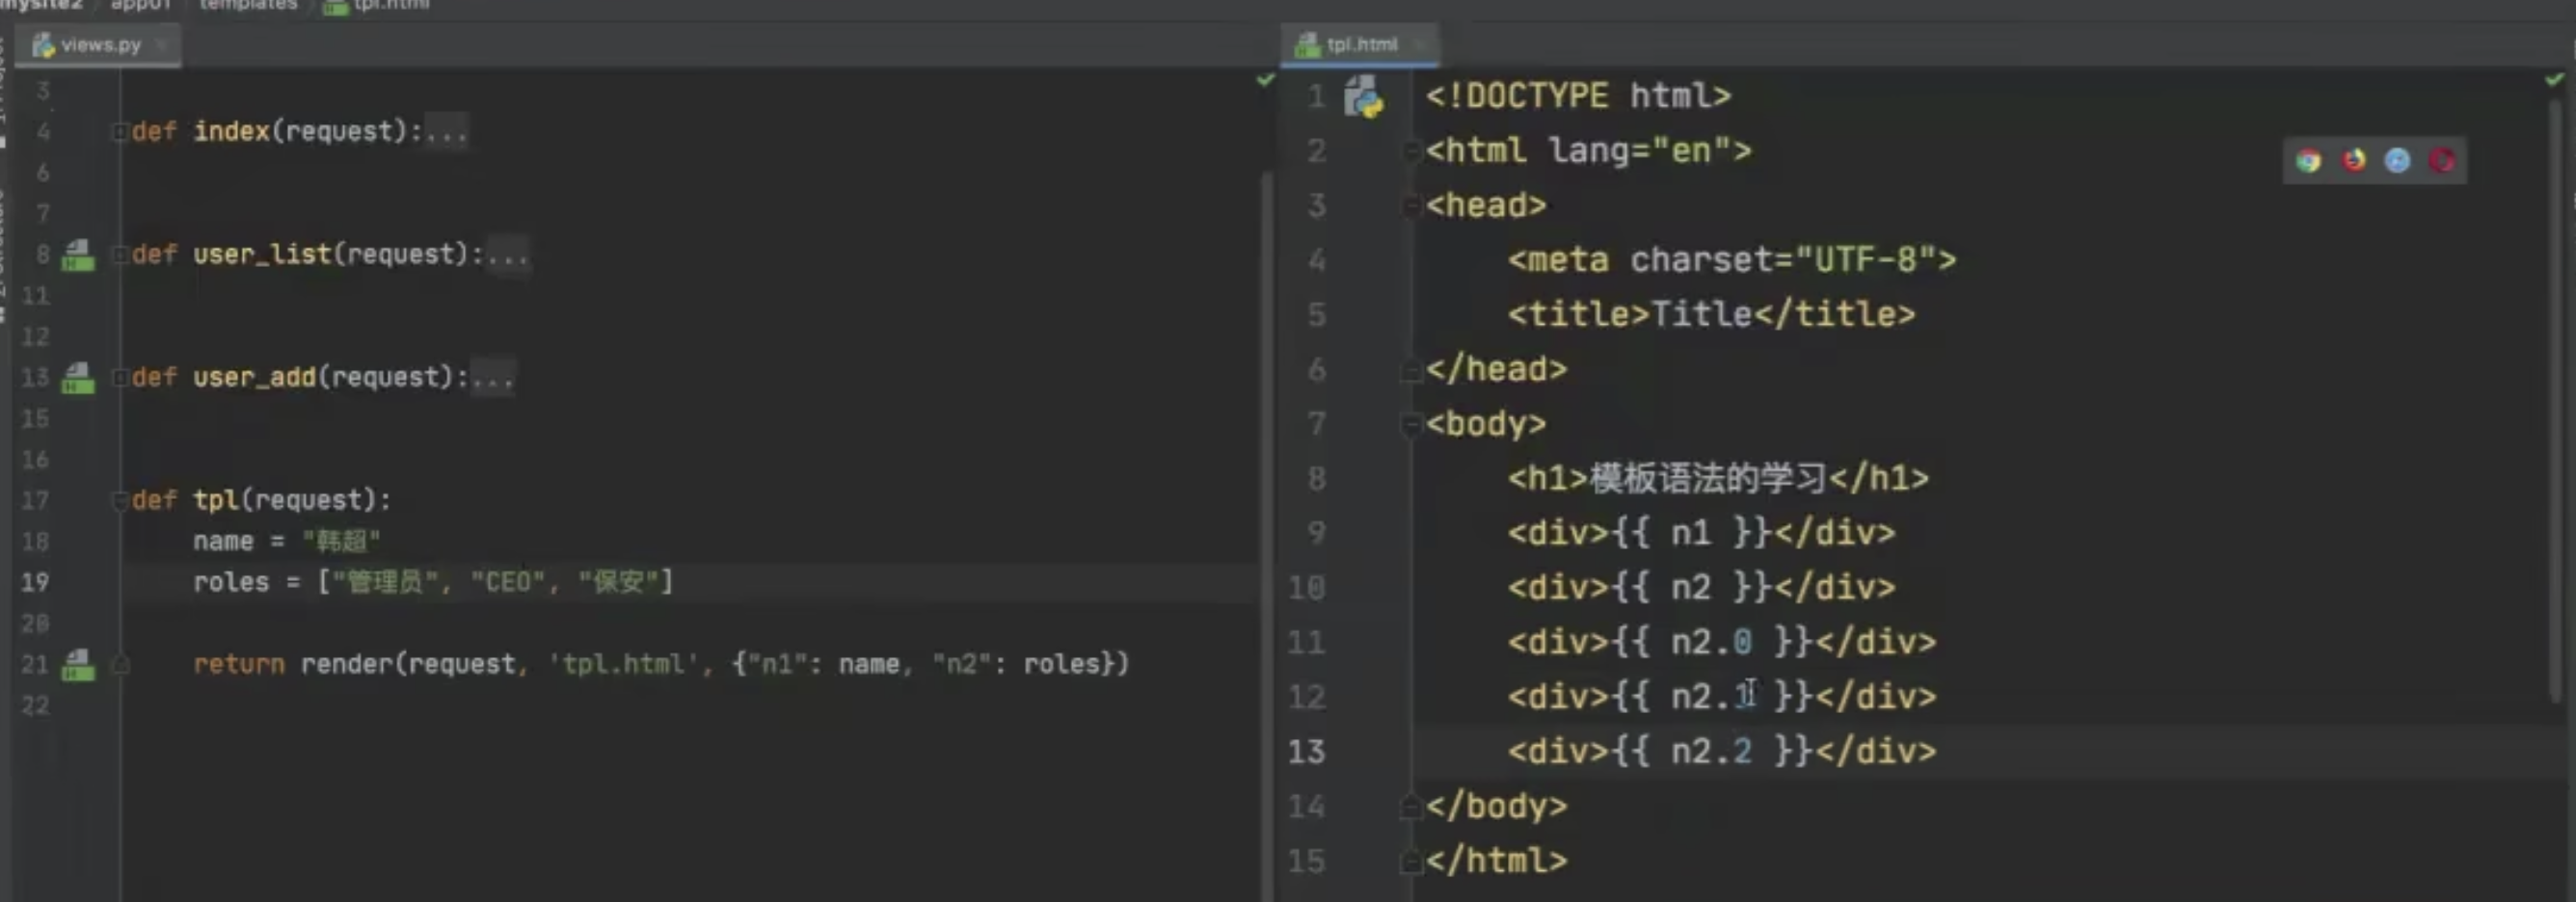 mysite2 app01 templates tpl.html
views.py
3
4 def index(request):...
6
7
8 def user_list(request):...
11
12
13 def user_add(request):...
15
16
17 def tpl(request):
18 name = "韩超"
19 roles = ["管理员", "CEO", "保安"]
20
21 return render(request, 'tpl.html', {"n1": name, "n2": roles})
22
tpl.html
1 <!DOCTYPE html>
2 <html lang="en">
3 <head>
4 <meta charset="UTF-8">
5 <title>Title</title>
6 </head>
7 <body>
8 <h1>模板语法的学习</h1>
9 <div>{{ n1 }}</div>
10 <div>{{ n2 }}</div>
11 <div>{{ n2.0 }}</div>
12 <div>{{ n2.1 }}</div>
13 <div>{{ n2.2 }}</div>
14 </body>
15 </html>